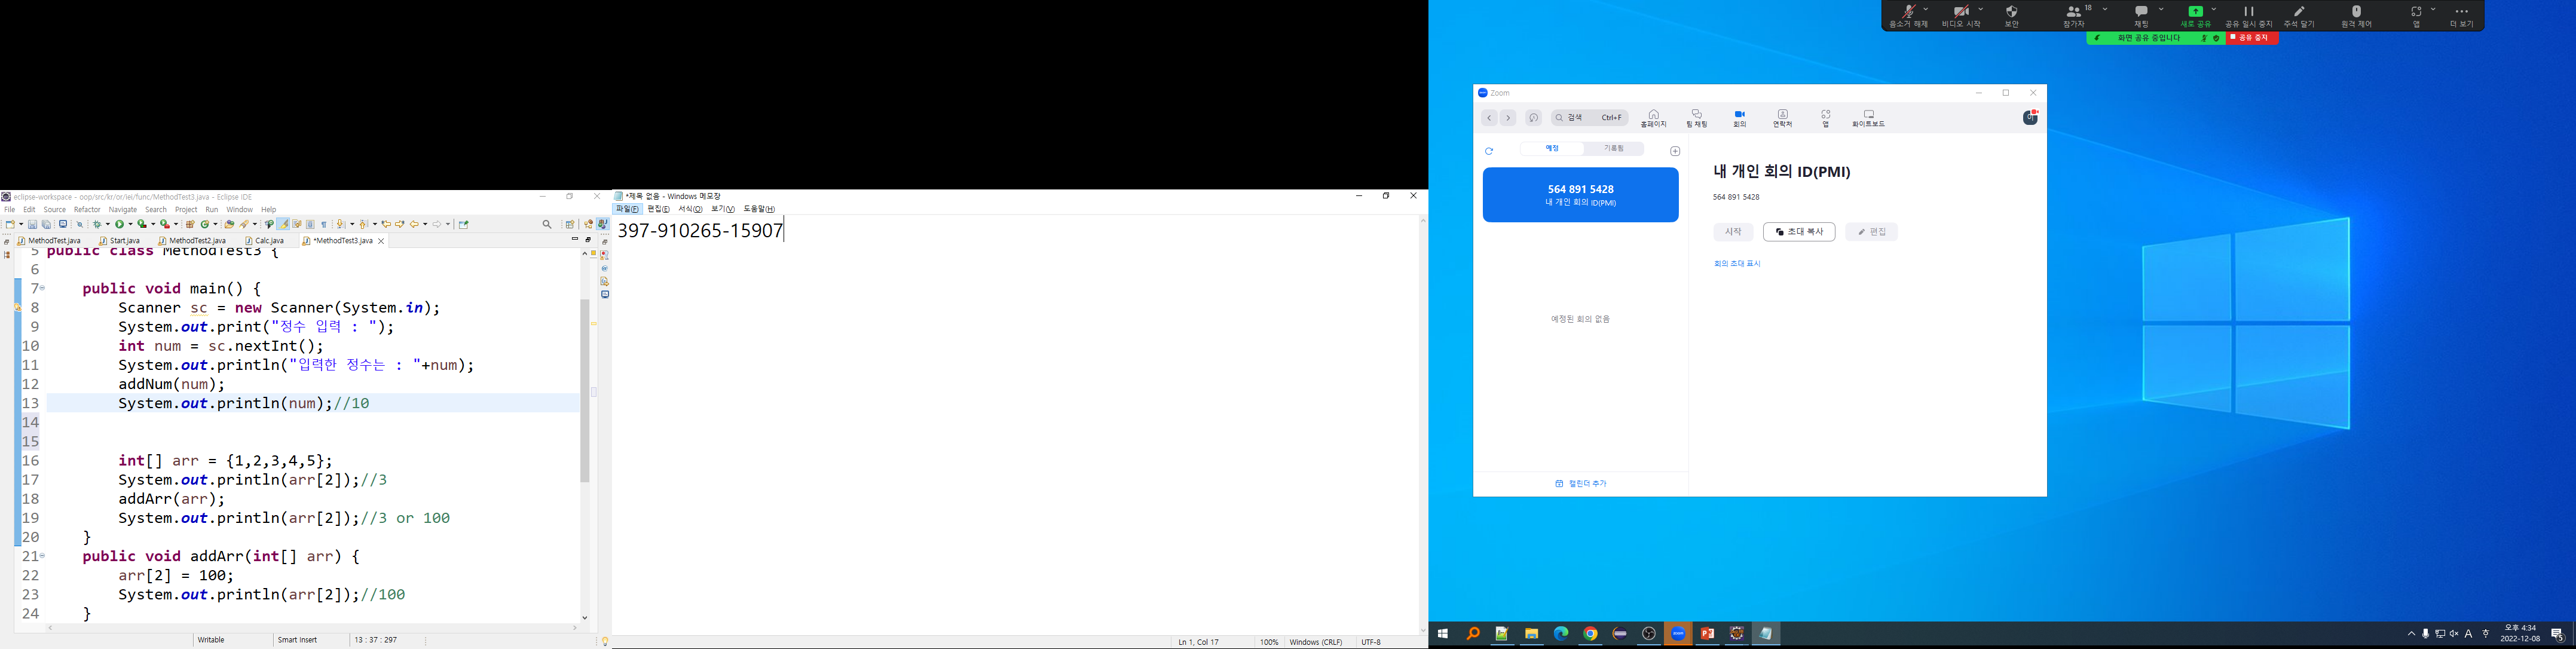 음소거 해제
비디오 시작
보안
참가자
18
채팅
새로 공유
공유 일시 중지
주석 달기
원격 제어
앱
더 보기
화면 공유 중입니다
공유 중지
eclipse-workspace - oop/src/kr/or/iei/func/MethodTest3.java - Eclipse IDE
File Edit Source Refactor Navigate Search Project Run Window Help
MethodTest.java Start.java MethodTest2.java Calc.java *MethodTest3.java
5 public class MethodTest3 {
6
7 public void main() {
8 Scanner sc = new Scanner(System.in);
9 System.out.print("정수 입력 : ");
10 int num = sc.nextInt();
11 System.out.println("입력한 정수는 : "+num);
12 addNum(num);
13 System.out.println(num);//10
14
15
16 int[] arr = {1,2,3,4,5};
17 System.out.println(arr[2]);//3
18 addArr(arr);
19 System.out.println(arr[2]);//3 or 100
20 }
21 public void addArr(int[] arr) {
22 arr[2] = 100;
23 System.out.println(arr[2]);//100
24 }
Writable Smart Insert 13 : 37 : 297
*제목 없음 - Windows 메모장
파일(F) 편집(E) 서식(O) 보기(V) 도움말(H)
397-910265-15907
Ln 1, Col 17 100% Windows (CRLF) UTF-8
Zoom
검색 Ctrl+F
홈페이지
팀 채팅
회의
연락처
앱
화이트보드
예정 기록됨
564 891 5428
내 개인 회의 ID(PMI)
예정된 회의 없음
캘린더 추가
내 개인 회의 ID(PMI)
564 891 5428
시작 초대 복사 편집
회의 초대 표시
A
오후 4:34
2022-12-08
5